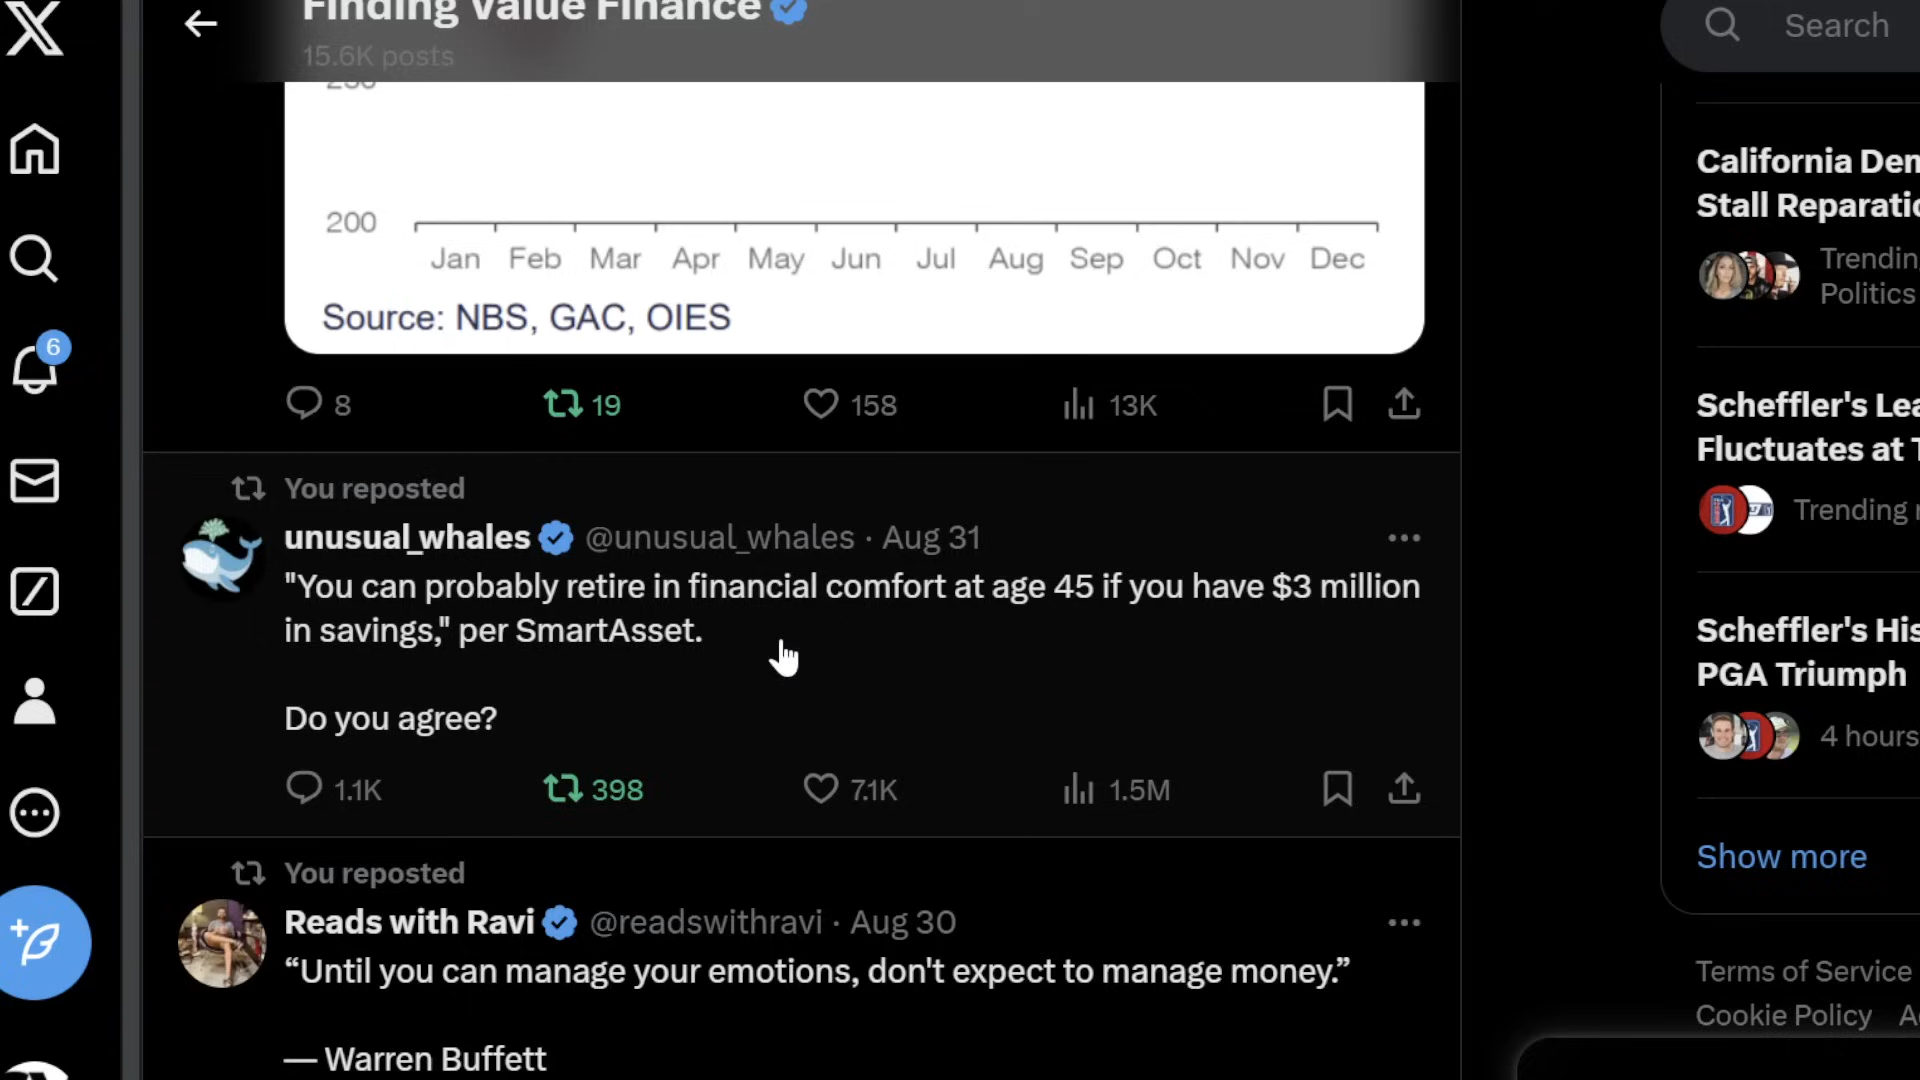 Finding Value Finance
15.6K posts
Search
200
Jan Feb Mar Apr May Jun Jul Aug Sep Oct Nov Dec
Source: NBS, GAC, OIES
8 19 158 13K
6
You reposted
unusual_whales @unusual_whales · Aug 31
"You can probably retire in financial comfort at age 45 if you have $3 million
in savings," per SmartAsset.
Do you agree?
1.1K 398 7.1K 1.5M
You reposted
Reads with Ravi @readswithravi · Aug 30
“Until you can manage your emotions, don't expect to manage money.”
— Warren Buffett
California Dem
Stall Reparatio
Trendin
Politics
Scheffler's Lea
Fluctuates at T
Trending
Scheffler's His
PGA Triumph
4 hours
Show more
Terms of Service
Cookie Policy